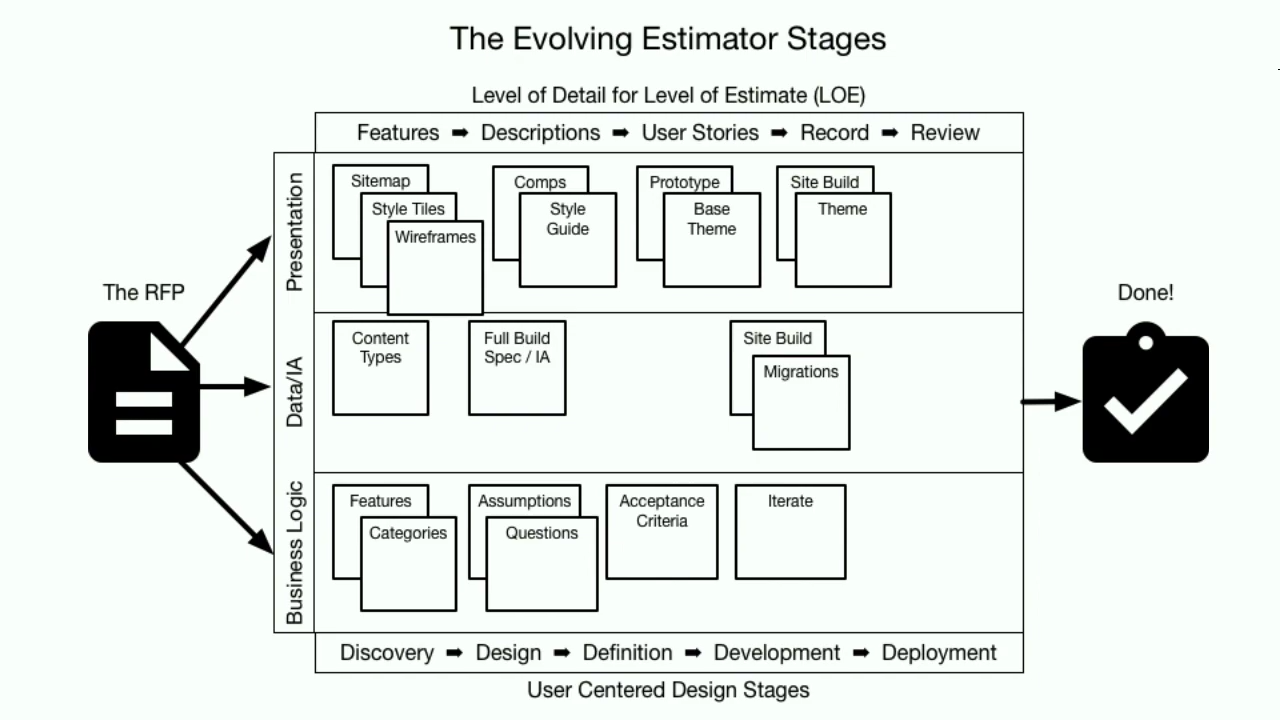 The Evolving Estimator Stages
Level of Detail for Level of Estimate (LOE)
Features ➡ Descriptions ➡ User Stories ➡ Record ➡ Review
Presentation
Sitemap
Style Tiles
Wireframes
Comps
Style
Guide
Prototype
Base
Theme
Site Build
Theme
The RFP
Done!
Data/IA
Content
Types
Full Build
Spec / IA
Site Build
Migrations
Business Logic
Features
Categories
Assumptions
Questions
Acceptance
Criteria
Iterate
Discovery ➡ Design ➡ Definition ➡ Development ➡ Deployment
User Centered Design Stages